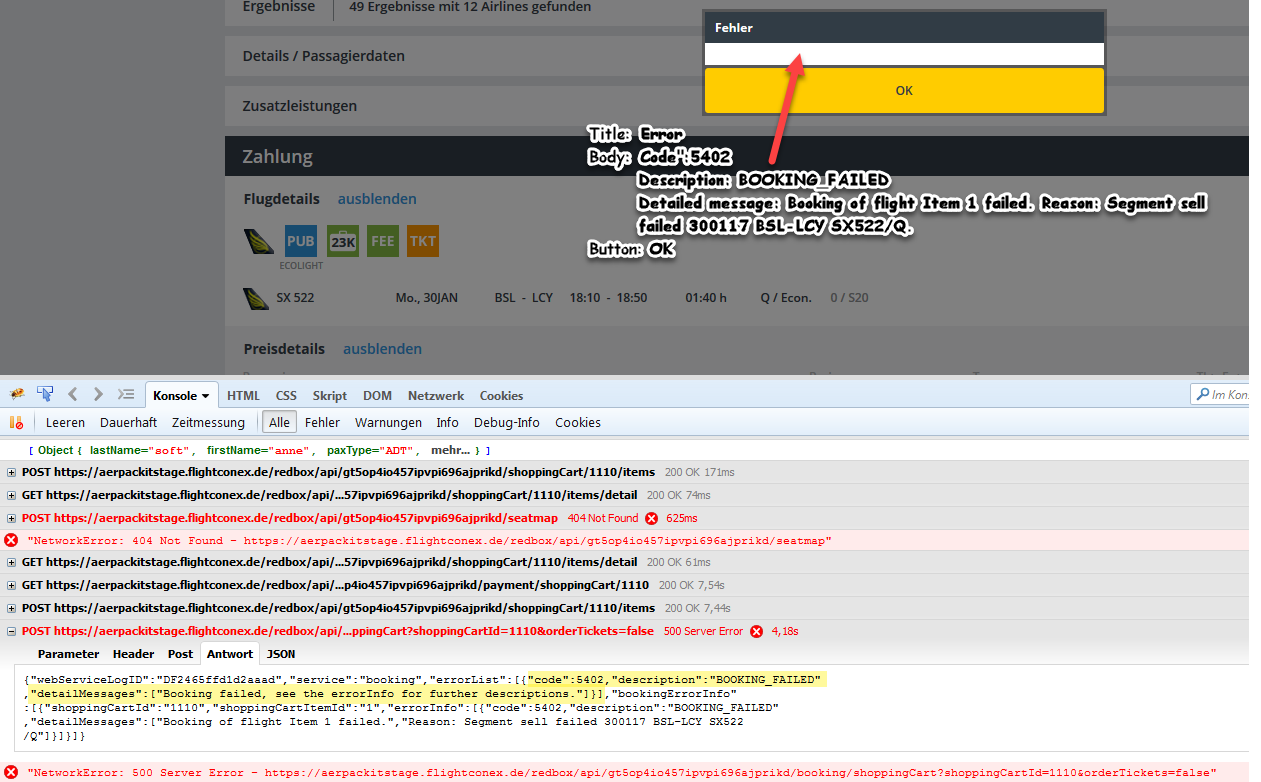 Ergebnisse 49 Ergebnisse mit 12 Airlines gefunden
Fehler
Details / Passagierdaten
OK
Zusatzleistungen
Title: Error
Body: Code":5402
Description: BOOKING_FAILED
Detailed message: Booking of flight Item 1 failed. Reason: Segment sell
failed 300117 BSL-LCY SX522/Q.
Button: OK
Zahlung
Flugdetails ausblenden
PUB 23K FEE TKT
ECOLIGHT
SX 522 Mo., 30JAN BSL - LCY 18:10 - 18:50 01:40 h Q / Econ. 0 / S20
Preisdetails ausblenden
Konsole HTML CSS Skript DOM Netzwerk Cookies Im Kon
Leeren Dauerhaft Zeitmessung Alle Fehler Warnungen Info Debug-Info Cookies
[ Object { lastName="soft", firstName="anne", paxType="ADT", mehr... } ]
POST https://aerpackitstage.flightconex.de/redbox/api/gt5op4io457ipvpi696ajprikd/shoppingCart/1110/items 200 OK 171ms
GET https://aerpackitstage.flightconex.de/redbox/api/...57ipvpi696ajprikd/shoppingCart/1110/items/detail 200 OK 74ms
POST https://aerpackitstage.flightconex.de/redbox/api/gt5op4io457ipvpi696ajprikd/seatmap 404 Not Found 625ms
"NetworkError: 404 Not Found - https://aerpackitstage.flightconex.de/redbox/api/gt5op4io457ipvpi696ajprikd/seatmap"
GET https://aerpackitstage.flightconex.de/redbox/api/...57ipvpi696ajprikd/shoppingCart/1110/items/detail 200 OK 61ms
GET https://aerpackitstage.flightconex.de/redbox/api/...p4io457ipvpi696ajprikd/payment/shoppingCart/1110 200 OK 7,54s
POST https://aerpackitstage.flightconex.de/redbox/api/gt5op4io457ipvpi696ajprikd/shoppingCart/1110/items 200 OK 7,44s
POST https://aerpackitstage.flightconex.de/redbox/api/...ppingCart?shoppingCartId=1110&orderTickets=false 500 Server Error 4,18s
Parameter Header Post Antwort JSON
{"webServiceLogID":"DF2465ffd1d2aaad","service":"booking","errorList":[{"code":5402,"description":"BOOKING_FAILED"
,"detailMessages":["Booking failed, see the errorInfo for further descriptions."]}],"bookingErrorInfo"
:[{"shoppingCartId":"1110","shoppingCartItemId":"1","errorInfo":[{"code":5402,"description":"BOOKING_FAILED"
,"detailMessages":["Booking of flight Item 1 failed.","Reason: Segment sell failed 300117 BSL-LCY SX522
/Q"]}]}]}
"NetworkError: 500 Server Error - https://aerpackitstage.flightconex.de/redbox/api/gt5op4io457ipvpi696ajprikd/booking/shoppingCart?shoppingCartId=1110&orderTickets=false"